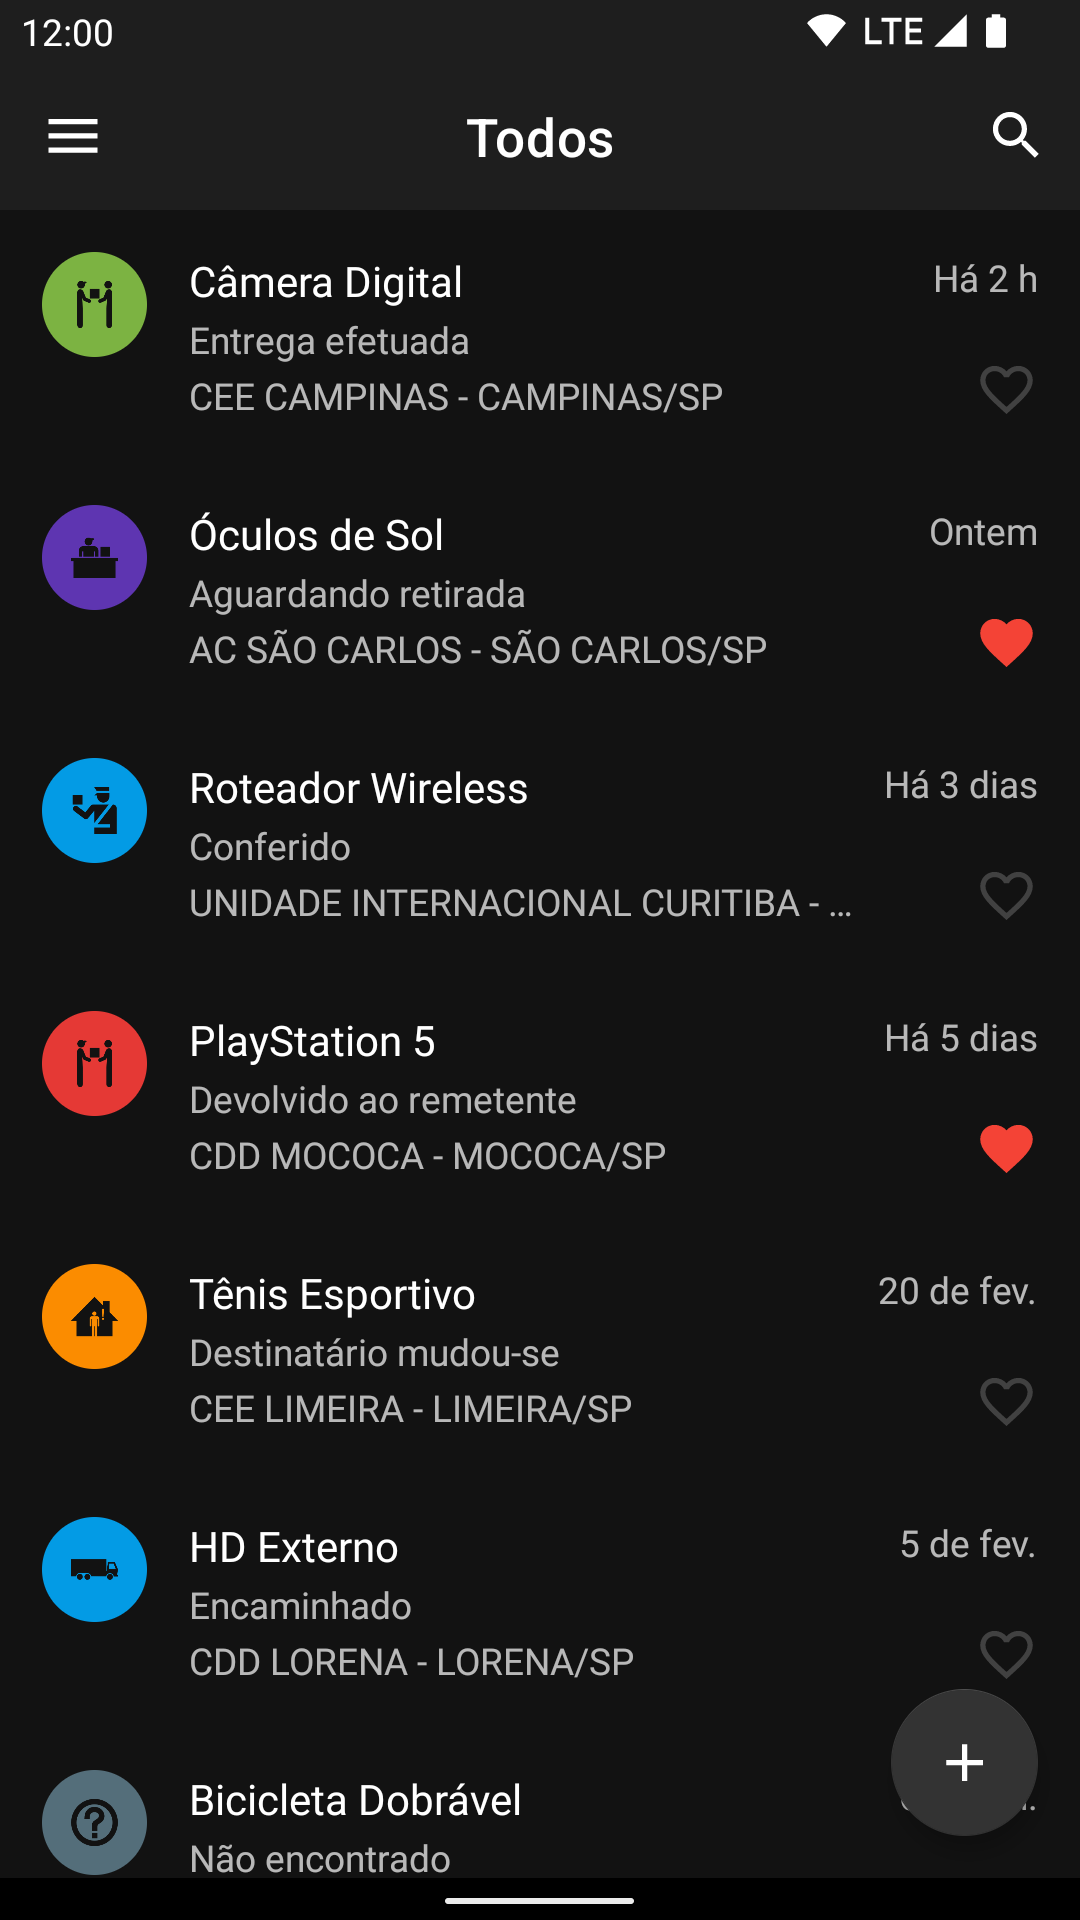 12:00 LTE
Todos
Câmera Digital Há 2 h
Entrega efetuada
CEE CAMPINAS - CAMPINAS/SP
Óculos de Sol Ontem
Aguardando retirada
AC SÃO CARLOS - SÃO CARLOS/SP
Roteador Wireless Há 3 dias
Conferido
UNIDADE INTERNACIONAL CURITIBA - ...
PlayStation 5 Há 5 dias
Devolvido ao remetente
CDD MOCOCA - MOCOCA/SP
Tênis Esportivo 20 de fev.
Destinatário mudou-se
CEE LIMEIRA - LIMEIRA/SP
HD Externo 5 de fev.
Encaminhado
CDD LORENA - LORENA/SP
Bicicleta Dobrável
Não encontrado